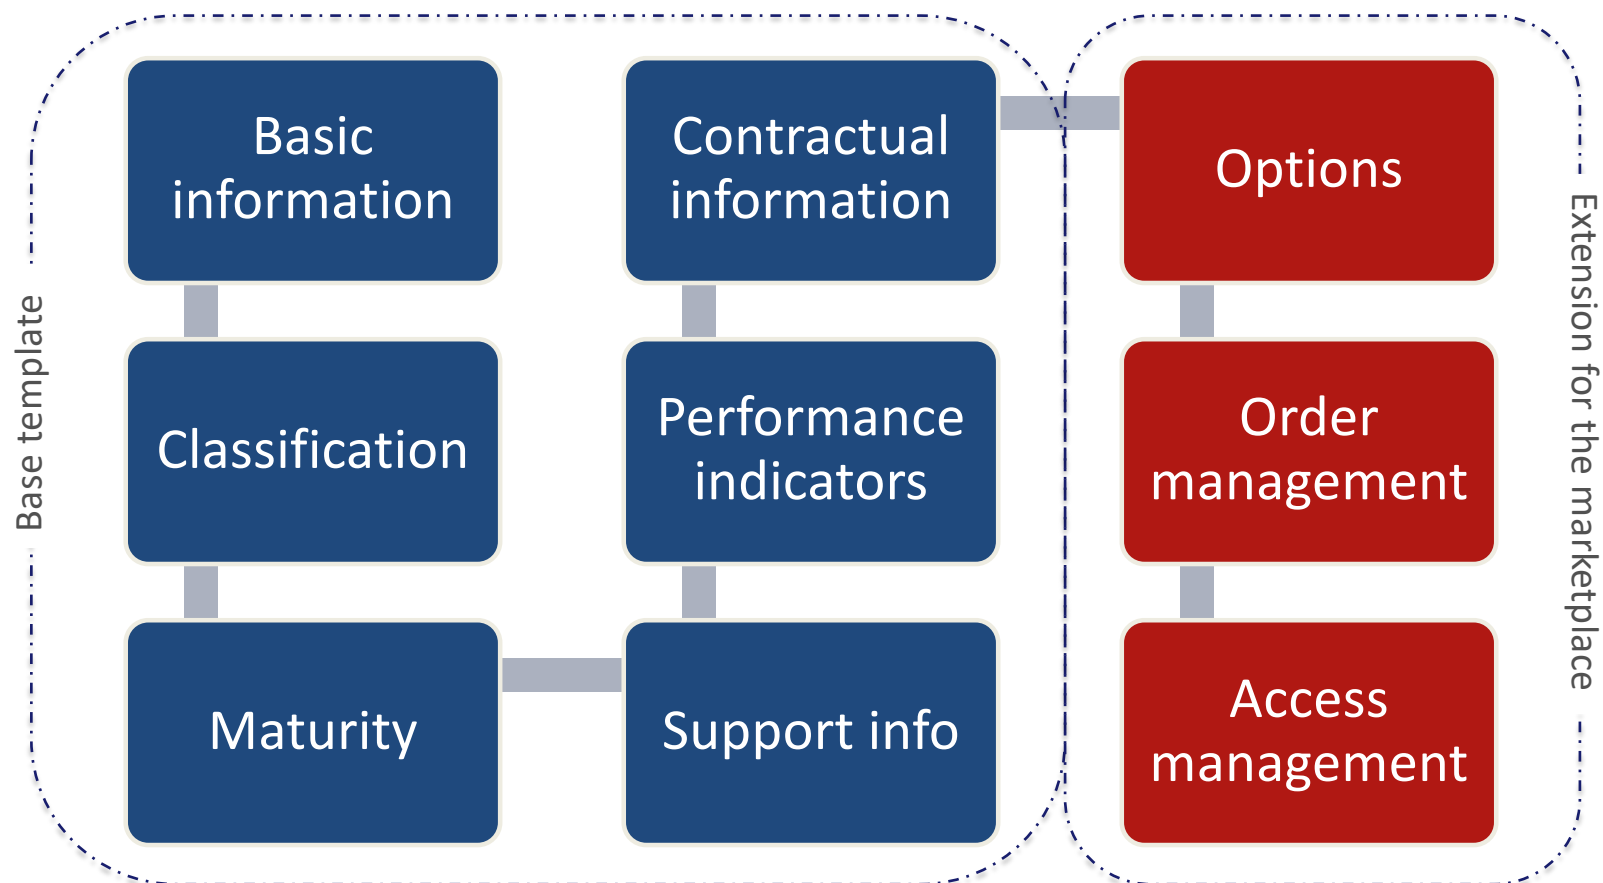 Base template
Basic
information
Classification
Maturity
Contractual
information
Performance
indicators
Support info
Options
Order
management
Access
management
Extension for the marketplace